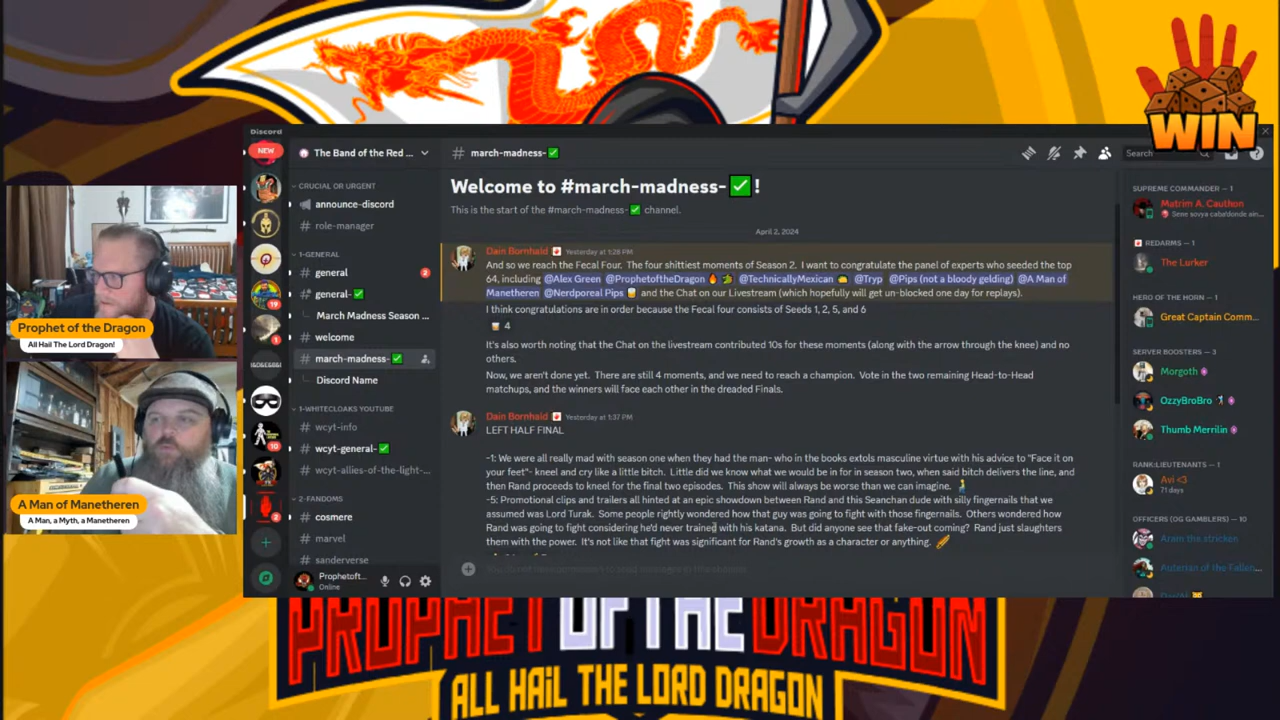 WIN
Discord
NEW
The Band of the Red ...
# march-madness-✅
Search
CRUCIAL OR URGENT
announce-discord
# role-manager
1-GENERAL
# general
2
# general-✅
March Madness Season ...
# welcome
# march-madness-✅
Discord Name
1-WHITECLOAKS YOUTUBE
# wcyt-info
# wcyt-general-✅
# wcyt-allies-of-the-light-...
2-FANDOMS
# cosmere
# marvel
# sanderverse
19
1
10
2
Prophetoft...
Online
Welcome to #march-madness-✅!
This is the start of the #march-madness-✅ channel.
April 2, 2024
Dain Bornhald Yesterday at 1:28 PM
And so we reach the Fecal Four. The four shittiest moments of Season 2. I want to congratulate the panel of experts who seeded the top
64, including @Alex Green @ProphetoftheDragon @TechnicallyMexican @Tryp @Pips (not a bloody gelding) @A Man of
Manetheren @Nerdporeal Pips and the Chat on our Livestream (which hopefully will get un-blocked one day for replays).
I think congratulations are in order because the Fecal four consists of Seeds 1, 2, 5, and 6
4
It's also worth noting that the Chat on the livestream contributed 10s for these moments (along with the arrow through the knee) and no
others.
Now, we aren't done yet. There are still 4 moments, and we need to reach a champion. Vote in the two remaining Head-to-Head
matchups, and the winners will face each other in the dreaded Finals.
Dain Bornhald Yesterday at 1:37 PM
LEFT HALF FINAL
-1: We were all really mad with season one when they had the man- who in the books extols masculine virtue with his advice to "Face it on
your feet"- kneel and cry like a little bitch. Little did we know what we would be in for in season two, when said bitch delivers the line, and
then Rand proceeds to kneel for the final two episodes. This show will always be worse than we can imagine.
-5: Promotional clips and trailers all hinted at an epic showdown between Rand and this Seanchan dude with silly fingernails that we
assumed was Lord Turak. Some people rightly wondered how that guy was going to fight with those fingernails. Others wondered how
Rand was going to fight considering he'd never trained with his katana. But did anyone see that fake-out coming? Rand just slaughters
them with the power. It's not like that fight was significant for Rand's growth as a character or anything.
SUPREME COMMANDER — 1
Matrim A. Cauthon
Sene sovya caba'donde ain...
REDARMS — 1
The Lurker
HERO OF THE HORN — 1
Great Captain Comm...
SERVER BOOSTERS — 3
Morgoth
OzzyBroBro
Thumb Merrilin
RANK:LIEUTENANTS — 1
Avi <3
71 days
OFFICERS (OG GAMBLERS) — 10
Aram the stricken
Prophet of the Dragon
All Hail The Lord Dragon!
A Man of Manetheren
A Man, a Myth, a Manetheren
PROPHET OF THE DRAGON
ALL HAIL THE LORD DRAGON